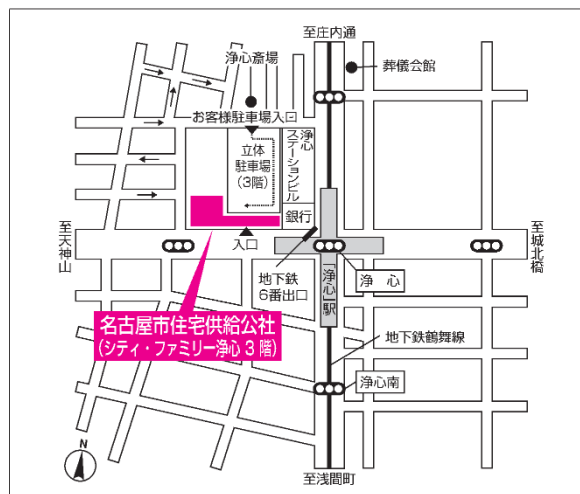 至庄内通
浄心斎場
葬儀会館
お客様駐車場入口
立体
駐車場
(3階)
浄心
ステーションビル
銀行
至天神山
至城北橋
入口
地下鉄
6番出口
「浄心」駅
浄 心
名古屋市住宅供給公社
(シティ・ファミリー浄心 3 階)
地下鉄鶴舞線
浄心南
N
至浅間町